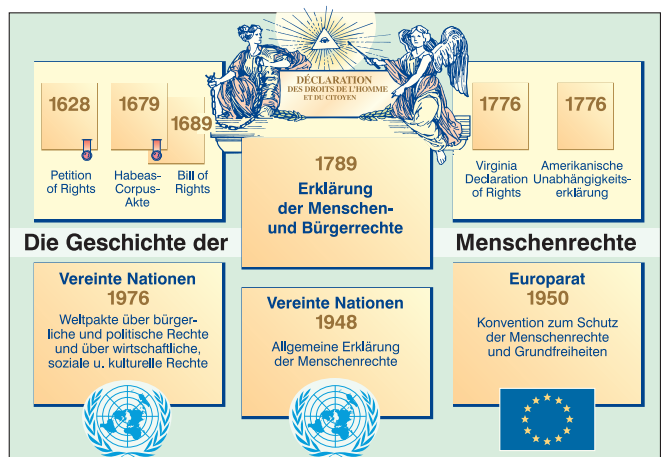 DÉCLARATION
DES DROITS DE L'HOMME
ET DU CITOYEN
1628
Petition
of Rights
1679
Habeas-
Corpus-
Akte
1689
Bill of
Rights
1789
Erklärung
der Menschen-
und Bürgerrechte
1776
Virginia
Declaration
of Rights
1776
Amerikanische
Unabhängigkeits-
erklärung
Die Geschichte der Menschenrechte
Vereinte Nationen
1976
Weltpakte über bürger-
liche und politische Rechte
und über wirtschaftliche,
soziale u. kulturelle Rechte
Vereinte Nationen
1948
Allgemeine Erklärung
der Menschenrechte
Europarat
1950
Konvention zum Schutz
der Menschenrechte
und Grundfreiheiten